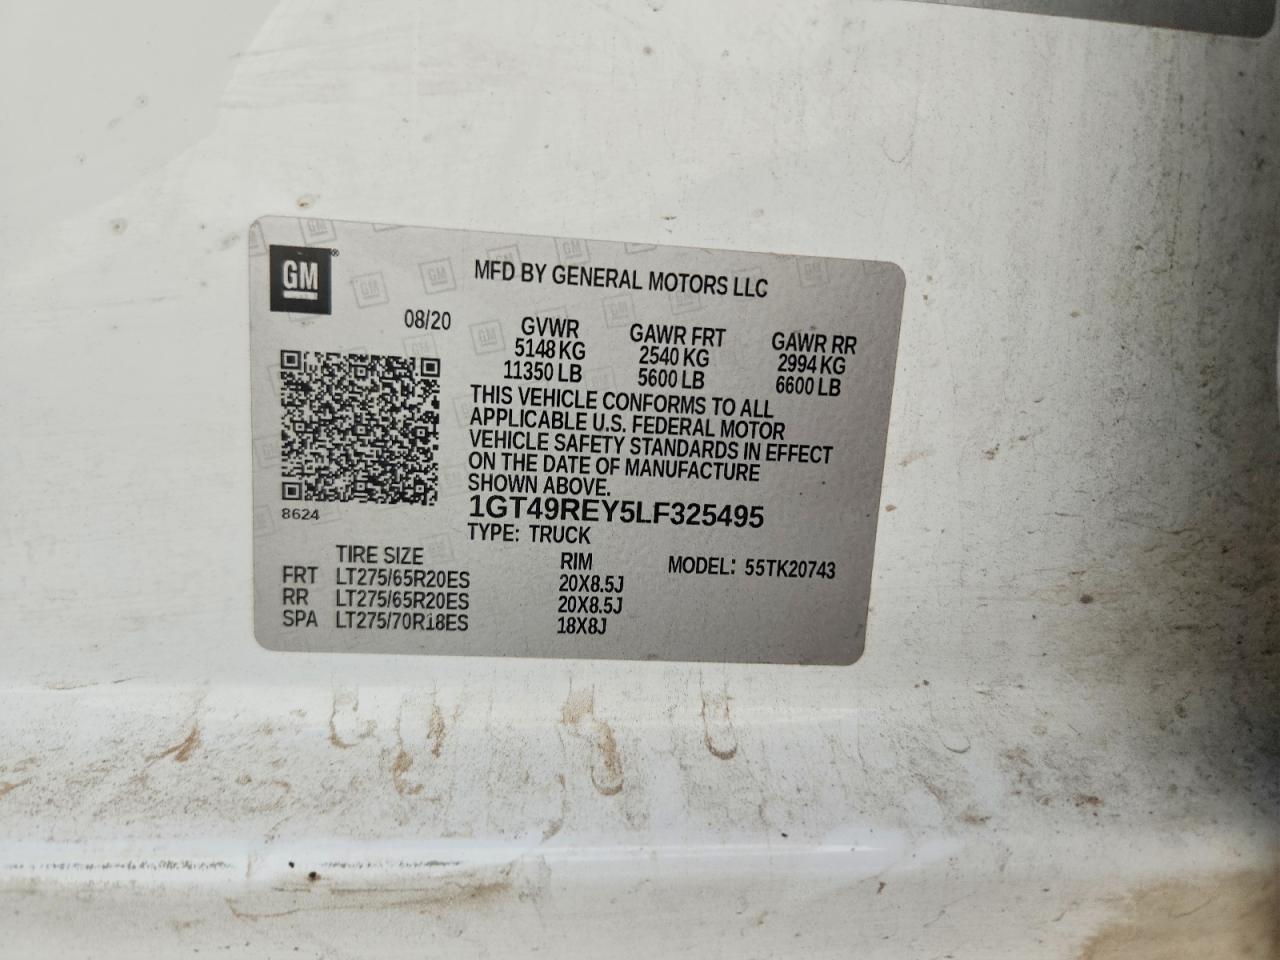 GM®
MFD BY GENERAL MOTORS LLC
08/20
GVWR GAWR FRT GAWR RR
5148 KG 2540 KG 2994 KG
11350 LB 5600 LB 6600 LB
THIS VEHICLE CONFORMS TO ALL
APPLICABLE U.S. FEDERAL MOTOR
VEHICLE SAFETY STANDARDS IN EFFECT
ON THE DATE OF MANUFACTURE
SHOWN ABOVE.
8624
1GT49REY5LF325495
TYPE: TRUCK
TIRE SIZE RIM MODEL: 55TK20743
FRT LT275/65R20ES 20X8.5J
RR LT275/65R20ES 20X8.5J
SPA LT275/70R18ES 18X8J